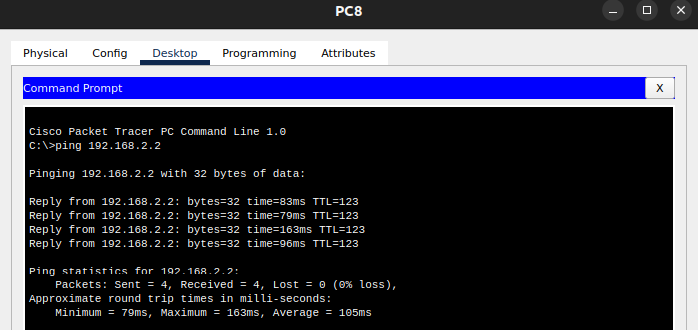 PC8
Physical Config Desktop Programming Attributes
Command Prompt X
Cisco Packet Tracer PC Command Line 1.0
C:\>ping 192.168.2.2
Pinging 192.168.2.2 with 32 bytes of data:
Reply from 192.168.2.2: bytes=32 time=83ms TTL=123
Reply from 192.168.2.2: bytes=32 time=79ms TTL=123
Reply from 192.168.2.2: bytes=32 time=163ms TTL=123
Reply from 192.168.2.2: bytes=32 time=96ms TTL=123
Ping statistics for 192.168.2.2:
Packets: Sent = 4, Received = 4, Lost = 0 (0% loss),
Approximate round trip times in milli-seconds:
Minimum = 79ms, Maximum = 163ms, Average = 105ms